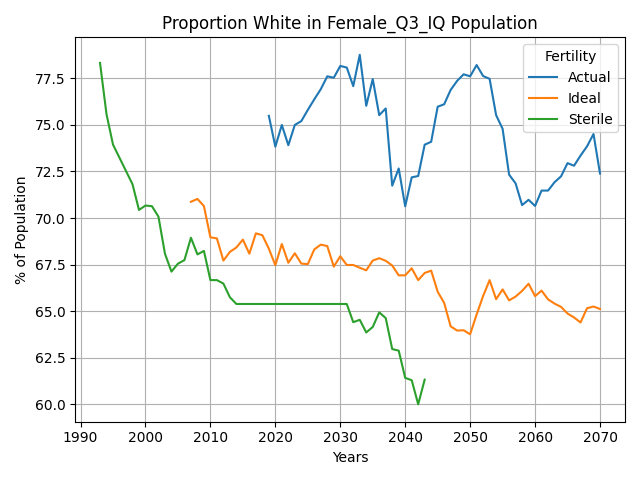 Proportion White in Female_Q3_IQ Population
Fertility
Actual
Ideal
Sterile
% of Population
77.5
75.0
72.5
70.0
67.5
65.0
62.5
60.0
1990 2000 2010 2020 2030 2040 2050 2060 2070
Years